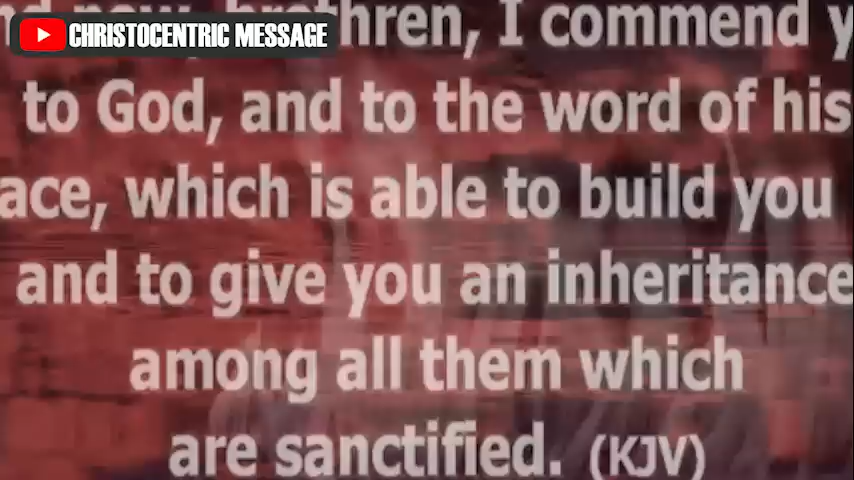 CHRISTOCENTRIC MESSAGE
brethren, I commend y
to God, and to the word of his
ace, which is able to build you
and to give you an inheritance
among all them which
are sanctified. (KJV)